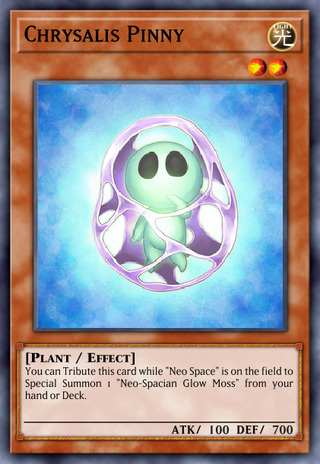 Chrysalis Pinny
LIGHT
光
[Plant / Effect]
You can Tribute this card while "Neo Space" is on the field to
Special Summon 1 "Neo-Spacian Glow Moss" from your
hand or Deck.
ATK/ 100 DEF/ 700